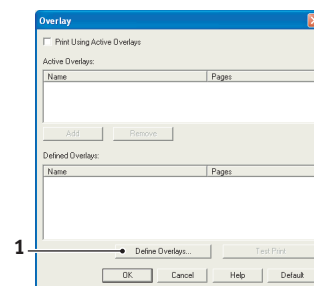 Overlay
Print Using Active Overlays
Active Overlays:
Name Pages
Add Remove
Defined Overlays:
Name Pages
1 Define Overlays... Test Print
OK Cancel Help Default